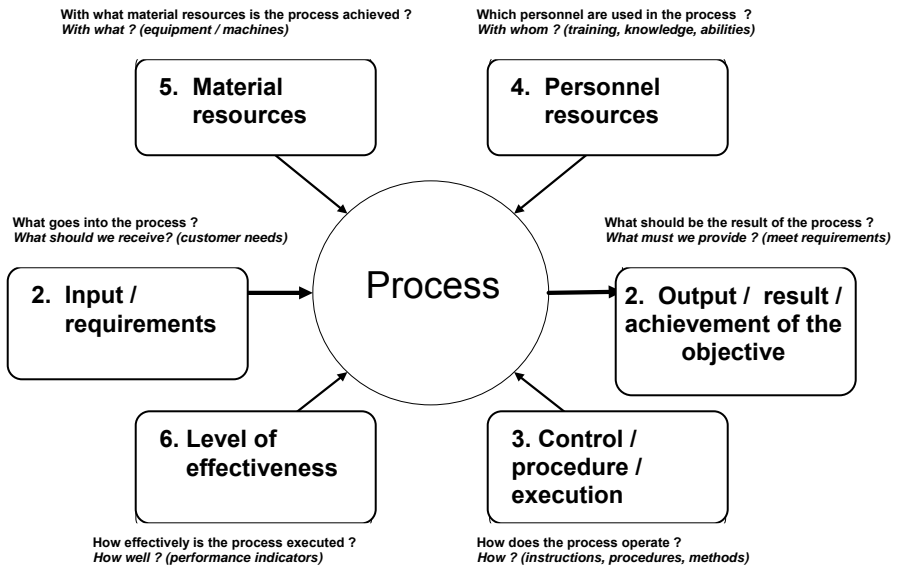 With what material resources is the process achieved ?
With what ? (equipment / machines)
Which personnel are used in the process ?
With whom ? (training, knowledge, abilities)
5. Material
resources
4. Personnel
resources
What goes into the process ?
What should we receive? (customer needs)
What should be the result of the process ?
What must we provide ? (meet requirements)
2. Input /
requirements
Process
2. Output / result /
achievement of the
objective
6. Level of
effectiveness
3. Control /
procedure /
execution
How effectively is the process executed ?
How well ? (performance indicators)
How does the process operate ?
How ? (instructions, procedures, methods)